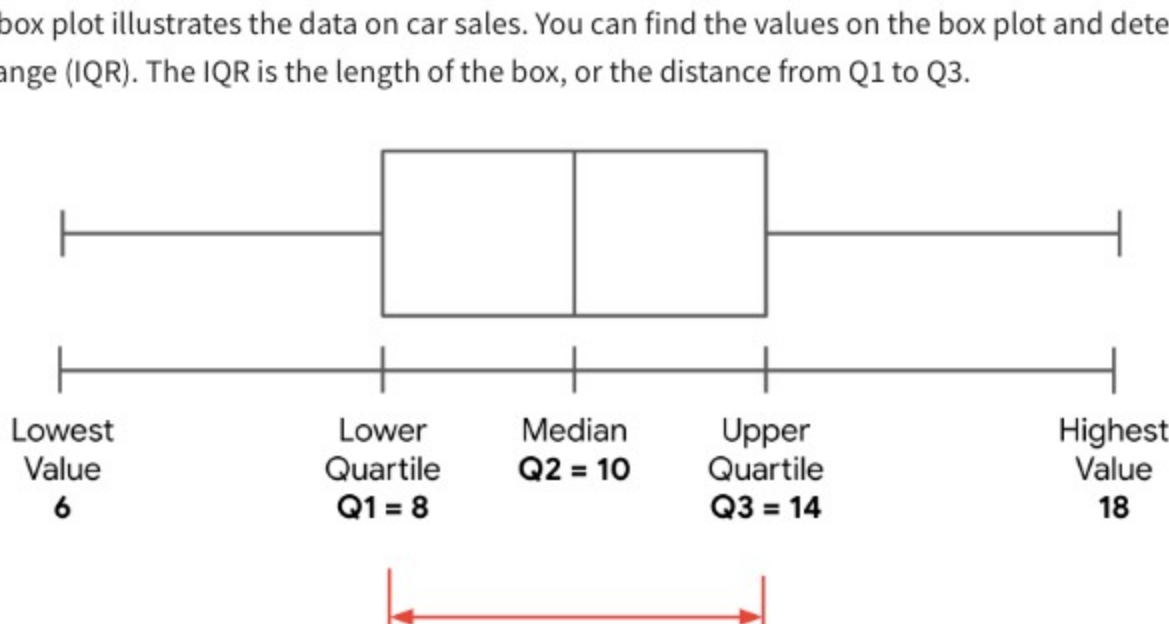 box plot illustrates the data on car sales. You can find the values on the box plot and dete
ange (IQR). The IQR is the length of the box, or the distance from Q1 to Q3.
Lowest
Value
6
Lower
Quartile
Q1 = 8
Median
Q2 = 10
Upper
Quartile
Q3 = 14
Highest
Value
18